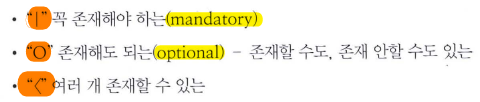 • “|” 꼭 존재해야 하는(mandatory)
• “O” 존재해도 되는(optional) – 존재할 수도, 존재 안할 수도 있는
• “〈” 여러 개 존재할 수 있는